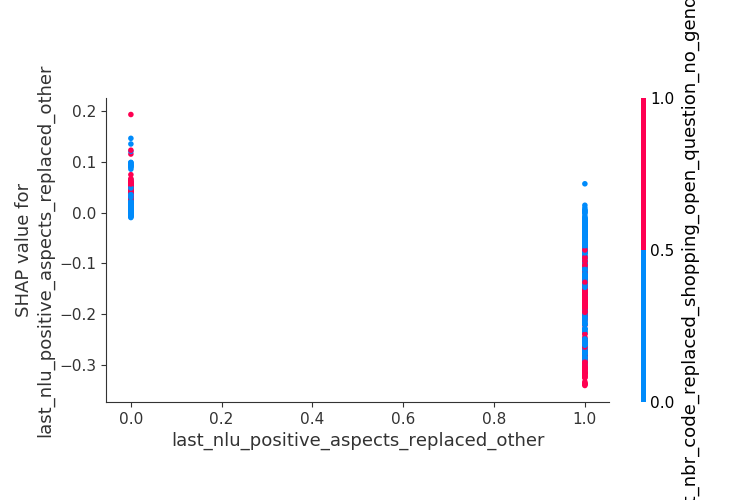 0.2
0.1
0.0
−0.1
−0.2
−0.3
SHAP value for
last_nlu_positive_aspects_replaced_other
0.0 0.2 0.4 0.6 0.8 1.0
last_nlu_positive_aspects_replaced_other
1.0
0.5
0.0
_nbr_code_replaced_shopping_open_question_no_gend